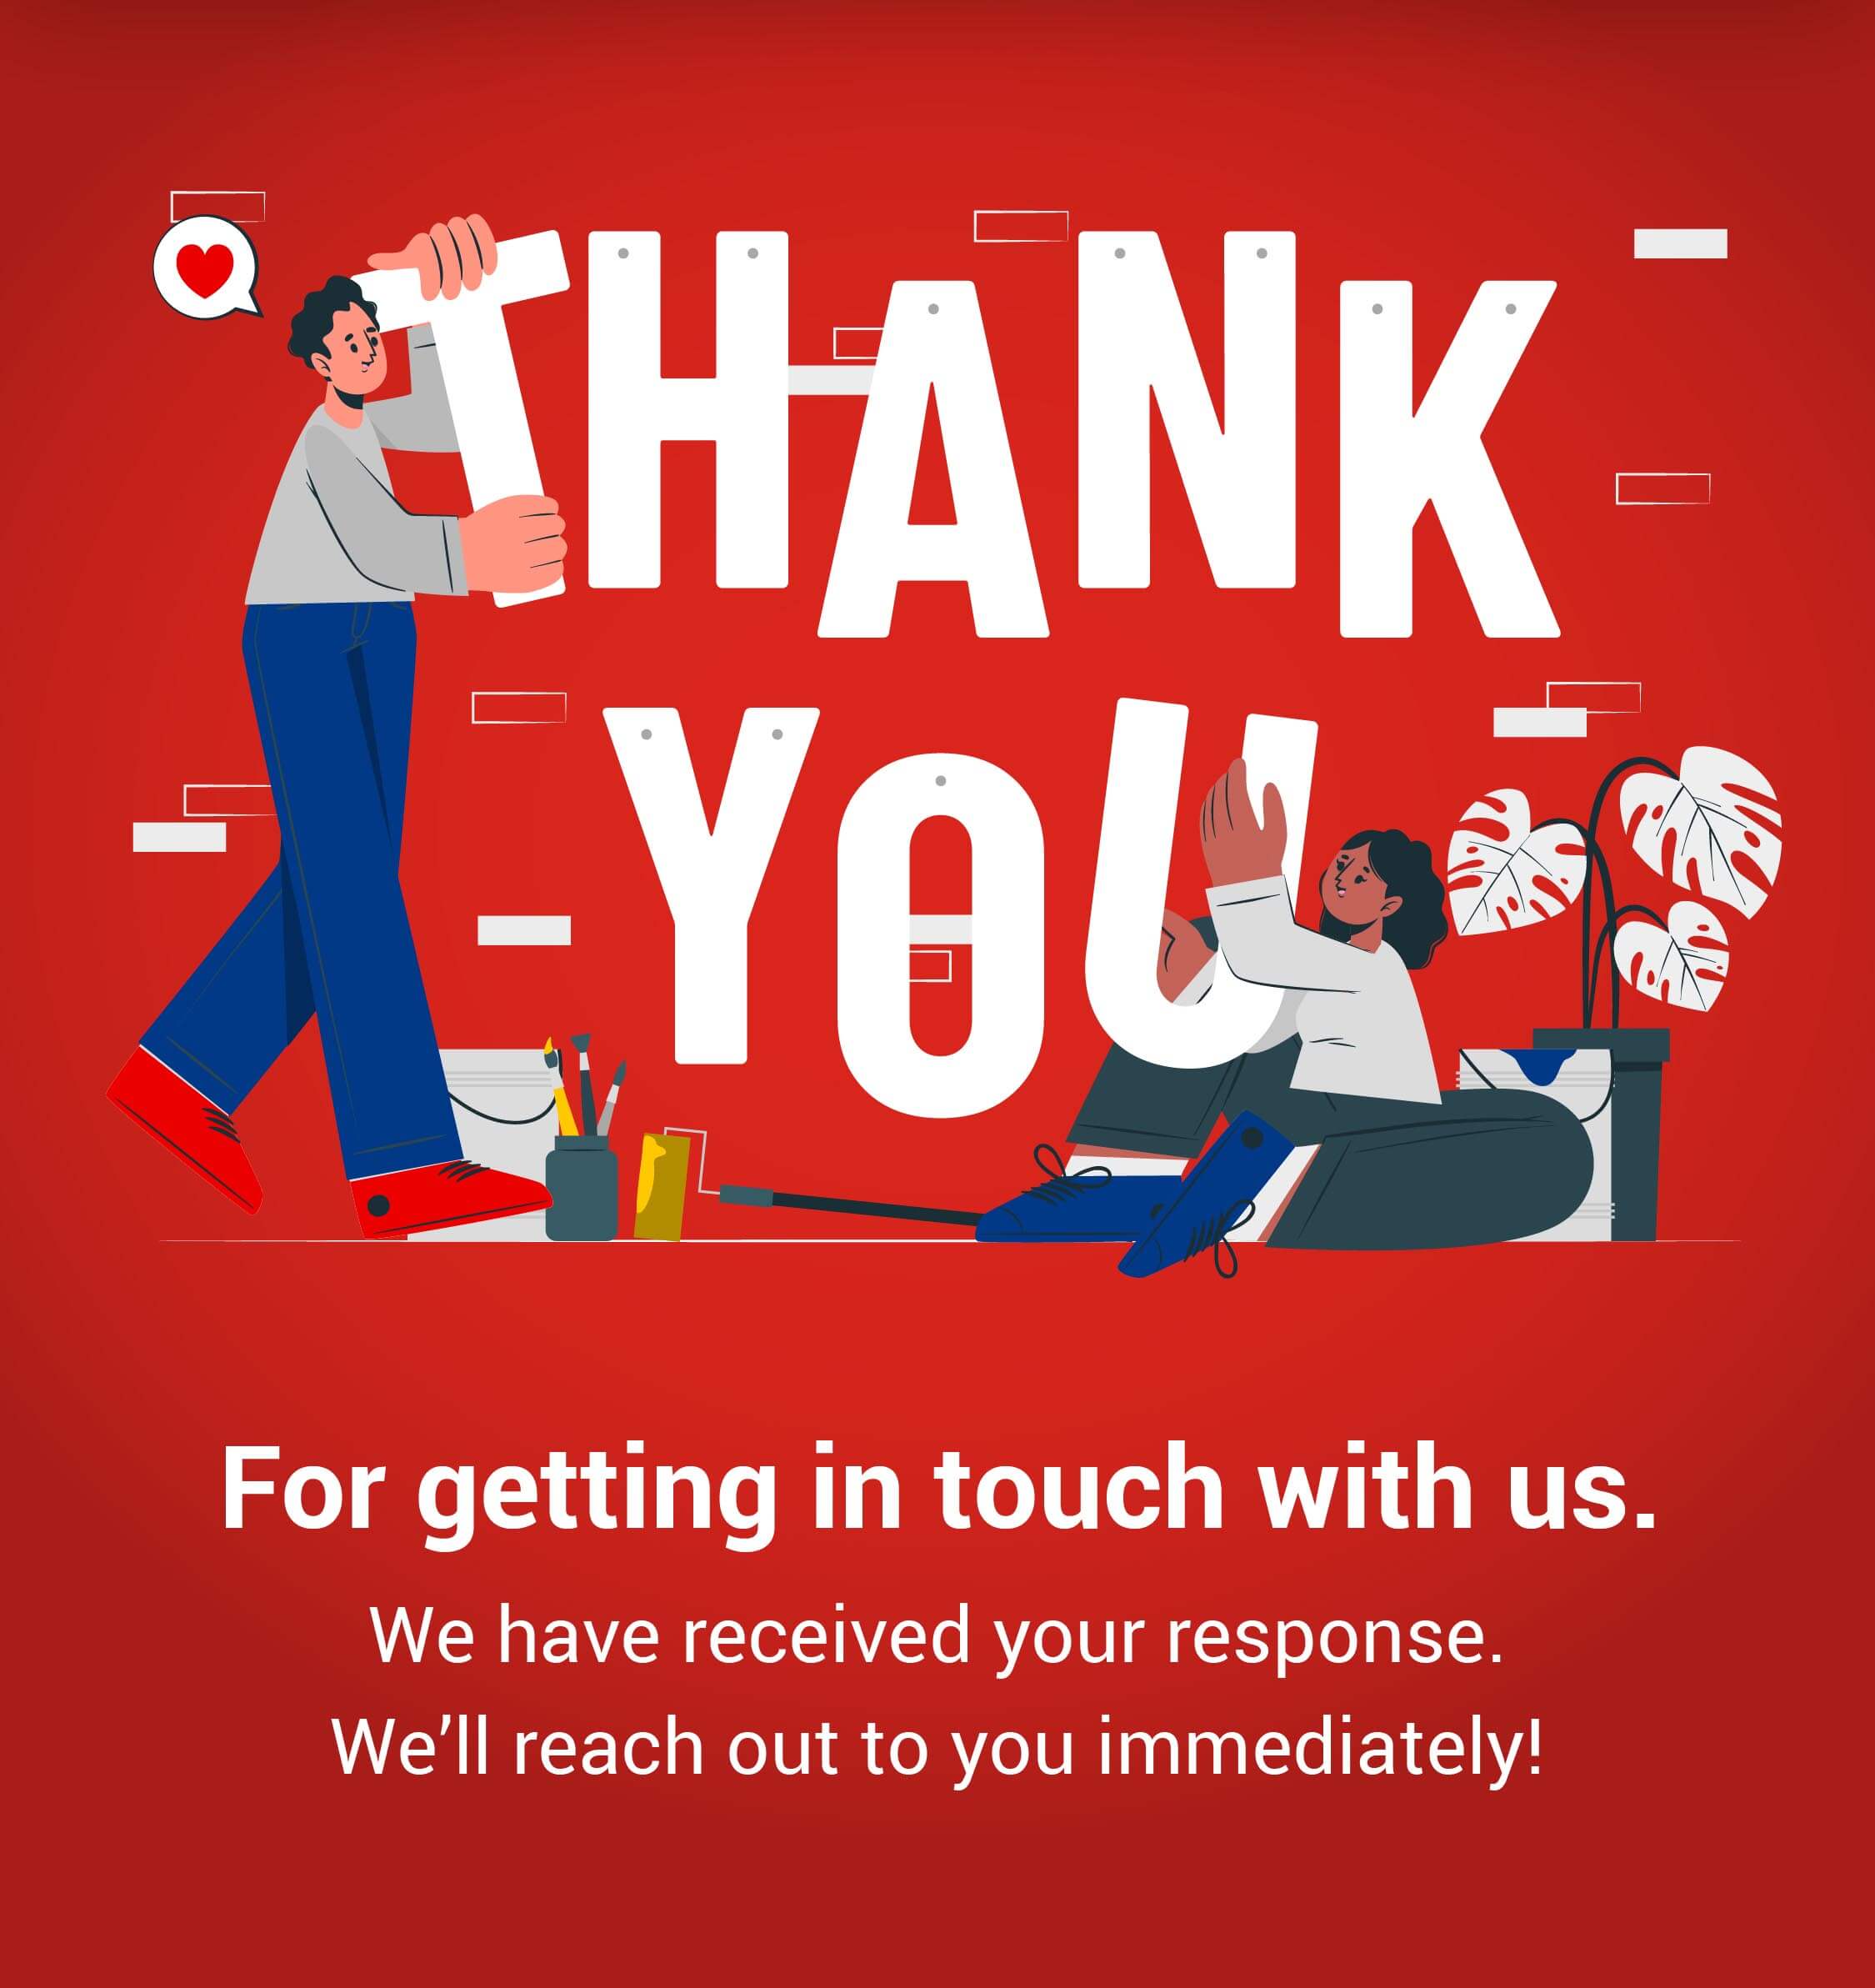 THANK
YOU
For getting in touch with us.
We have received your response.
We’ll reach out to you immediately!